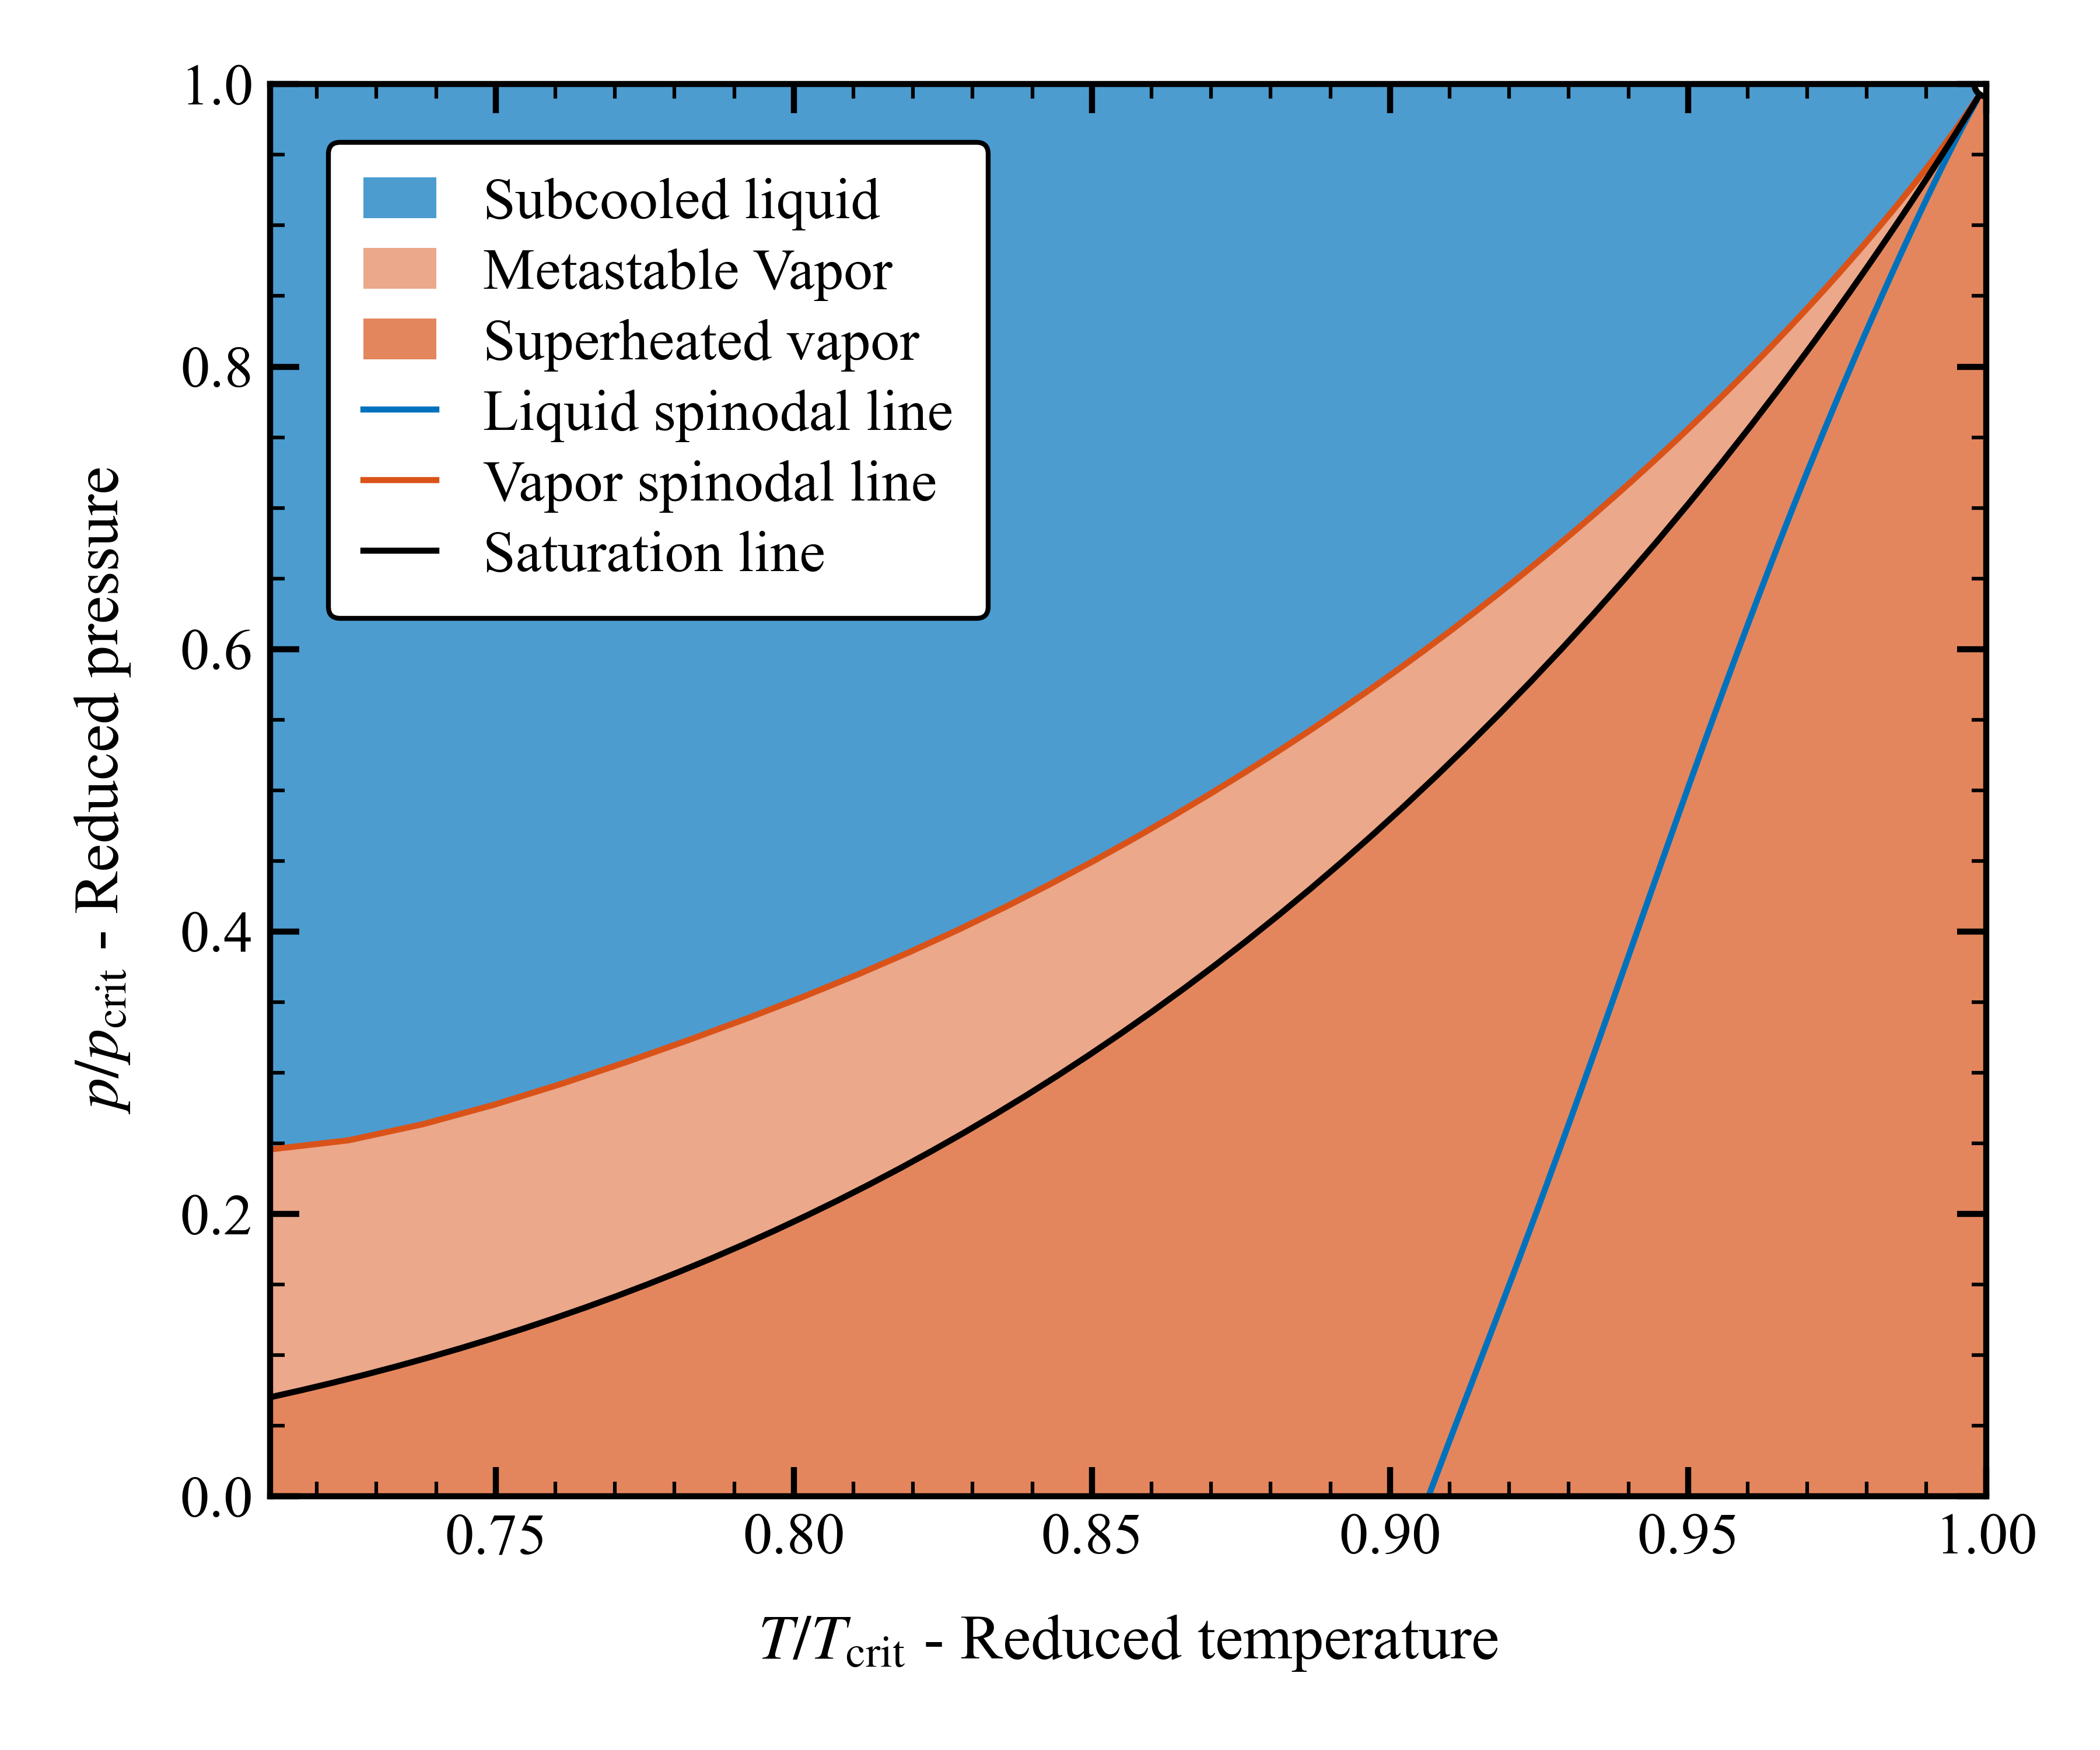 1.0
0.8
0.6
0.4
0.2
0.0
p/pcrit - Reduced pressure
Subcooled liquid
Metastable Vapor
Superheated vapor
Liquid spinodal line
Vapor spinodal line
Saturation line
0.75 0.80 0.85 0.90 0.95 1.00
T/Tcrit - Reduced temperature